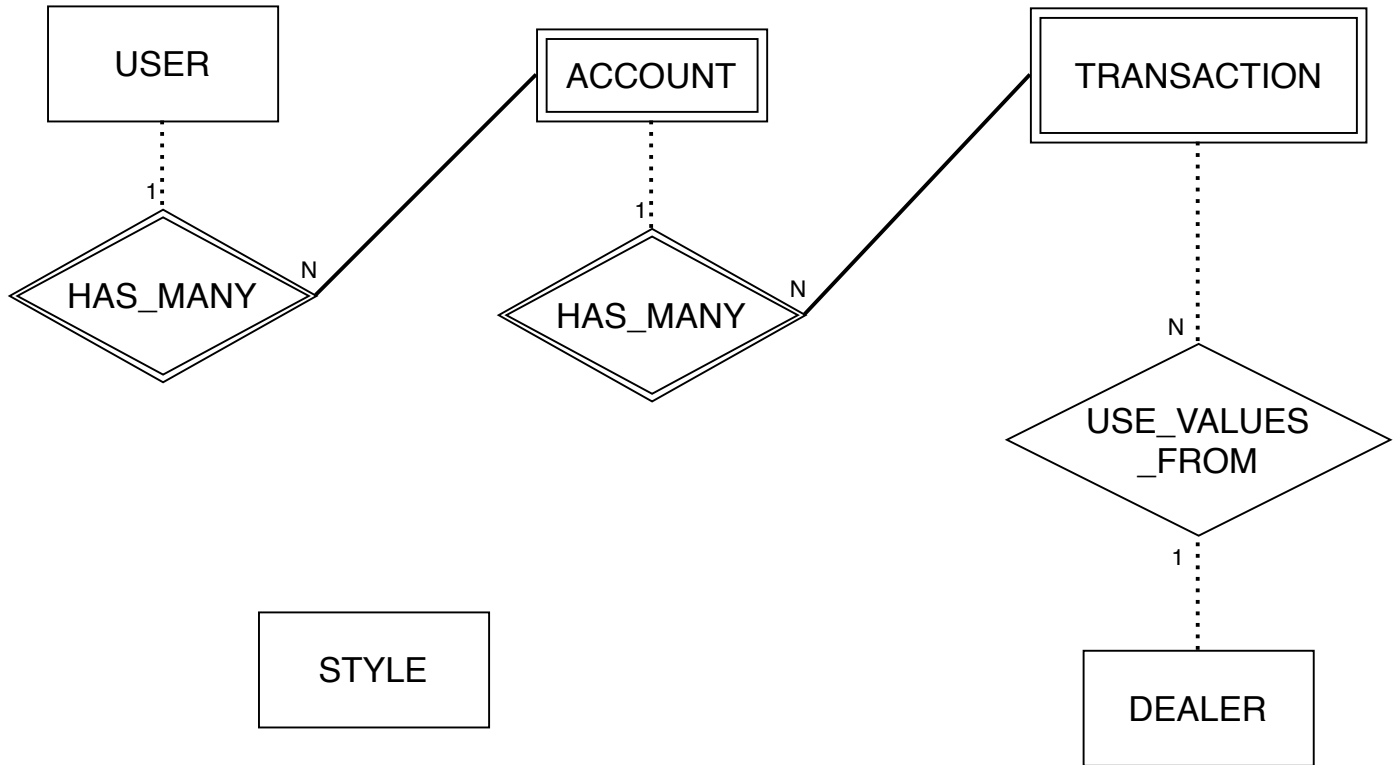 USER
ACCOUNT
TRANSACTION
1
1
N
N
HAS_MANY
HAS_MANY
N
USE_VALUES
_FROM
1
STYLE
DEALER